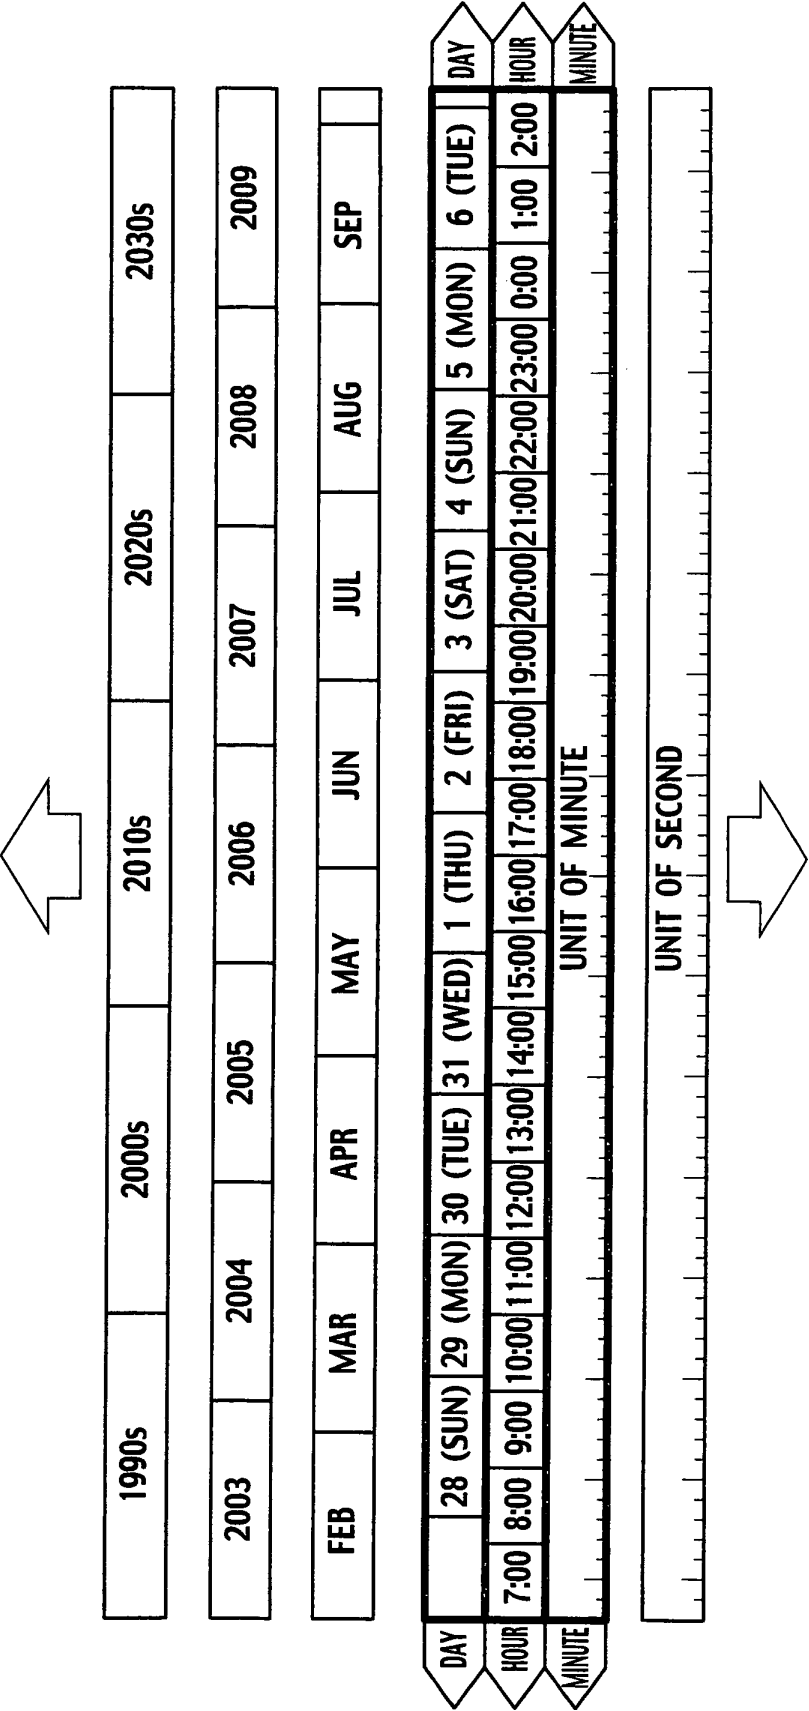 1990s 2000s 2010s 2020s 2030s
2003 2004 2005 2006 2007 2008 2009
FEB MAR APR MAY JUN JUL AUG SEP
DAY 28 (SUN) 29 (MON) 30 (TUE) 31 (WED) 1 (THU) 2 (FRI) 3 (SAT) 4 (SUN) 5 (MON) 6 (TUE) DAY
HOUR 7:00 8:00 9:00 10:00 11:00 12:00 13:00 14:00 15:00 16:00 17:00 18:00 19:00 20:00 21:00 22:00 23:00 0:00 1:00 2:00 HOUR
MINUTE UNIT OF MINUTE MINUTE
UNIT OF SECOND